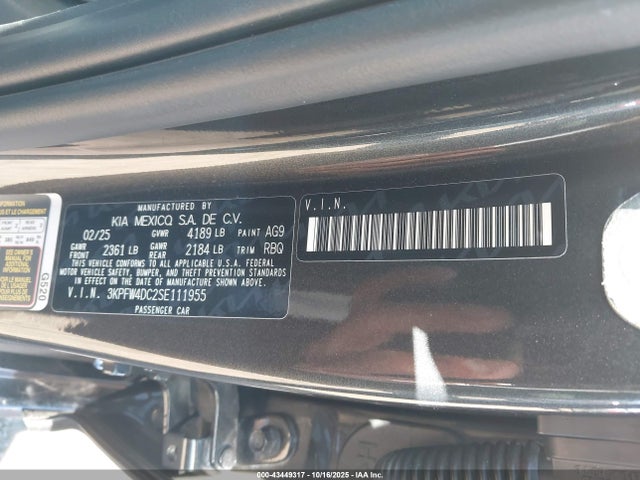 MANUFACTURED BY
KIA MEXICO, S.A. DE C.V.
02/25 GVWR 4189 LB PAINT AG9
GAWR FRONT 2361 LB GAWR REAR 2184 LB TRIM RBQ
THIS VEHICLE CONFORMS TO ALL APPLICABLE U.S.A. FEDERAL
MOTOR VEHICLE SAFETY, BUMPER, AND THEFT PREVENTION STANDARDS
IN EFFECT ON THE DATE OF MANUFACTURE SHOWN ABOVE.
V.I.N. 3KPFW4DC2SE111955
PASSENGER CAR
V.I.N.
G520
000-43449317 - 10/16/2025 - IAAI.COM